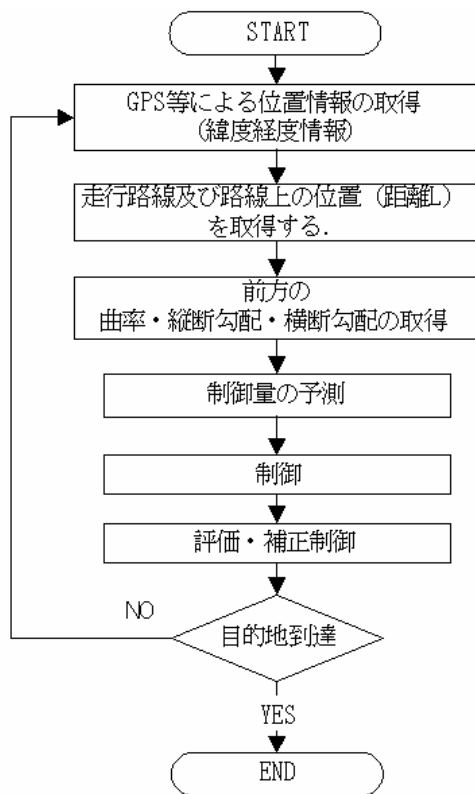 START
GPS等による位置情報の取得
(緯度経度情報)
走行路線及び路線上の位置 (距離L)
を取得する.
前方の
曲率・縦断勾配・横断勾配の取得
制御量の予測
制御
評価・補正制御
NO
目的地到達
YES
END